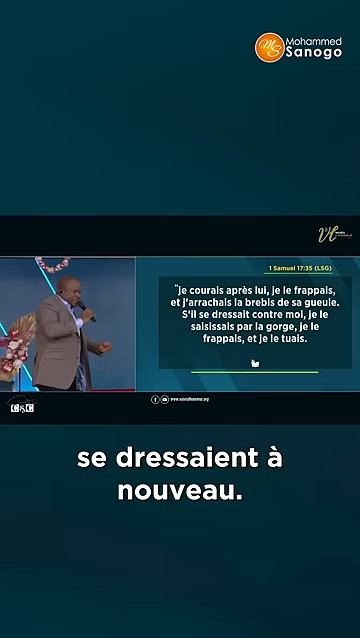 MS Mohammed
Sanogo
VH
1 Samuel 17:35 (LSG)
"je courais après lui, je le frappais,
et j'arrachais la brebis de sa gueule.
S'il se dressait contre moi, je le
saisissais par la gorge, je le
frappais, et je le tuais.
C&C
se dressaient à
nouveau.